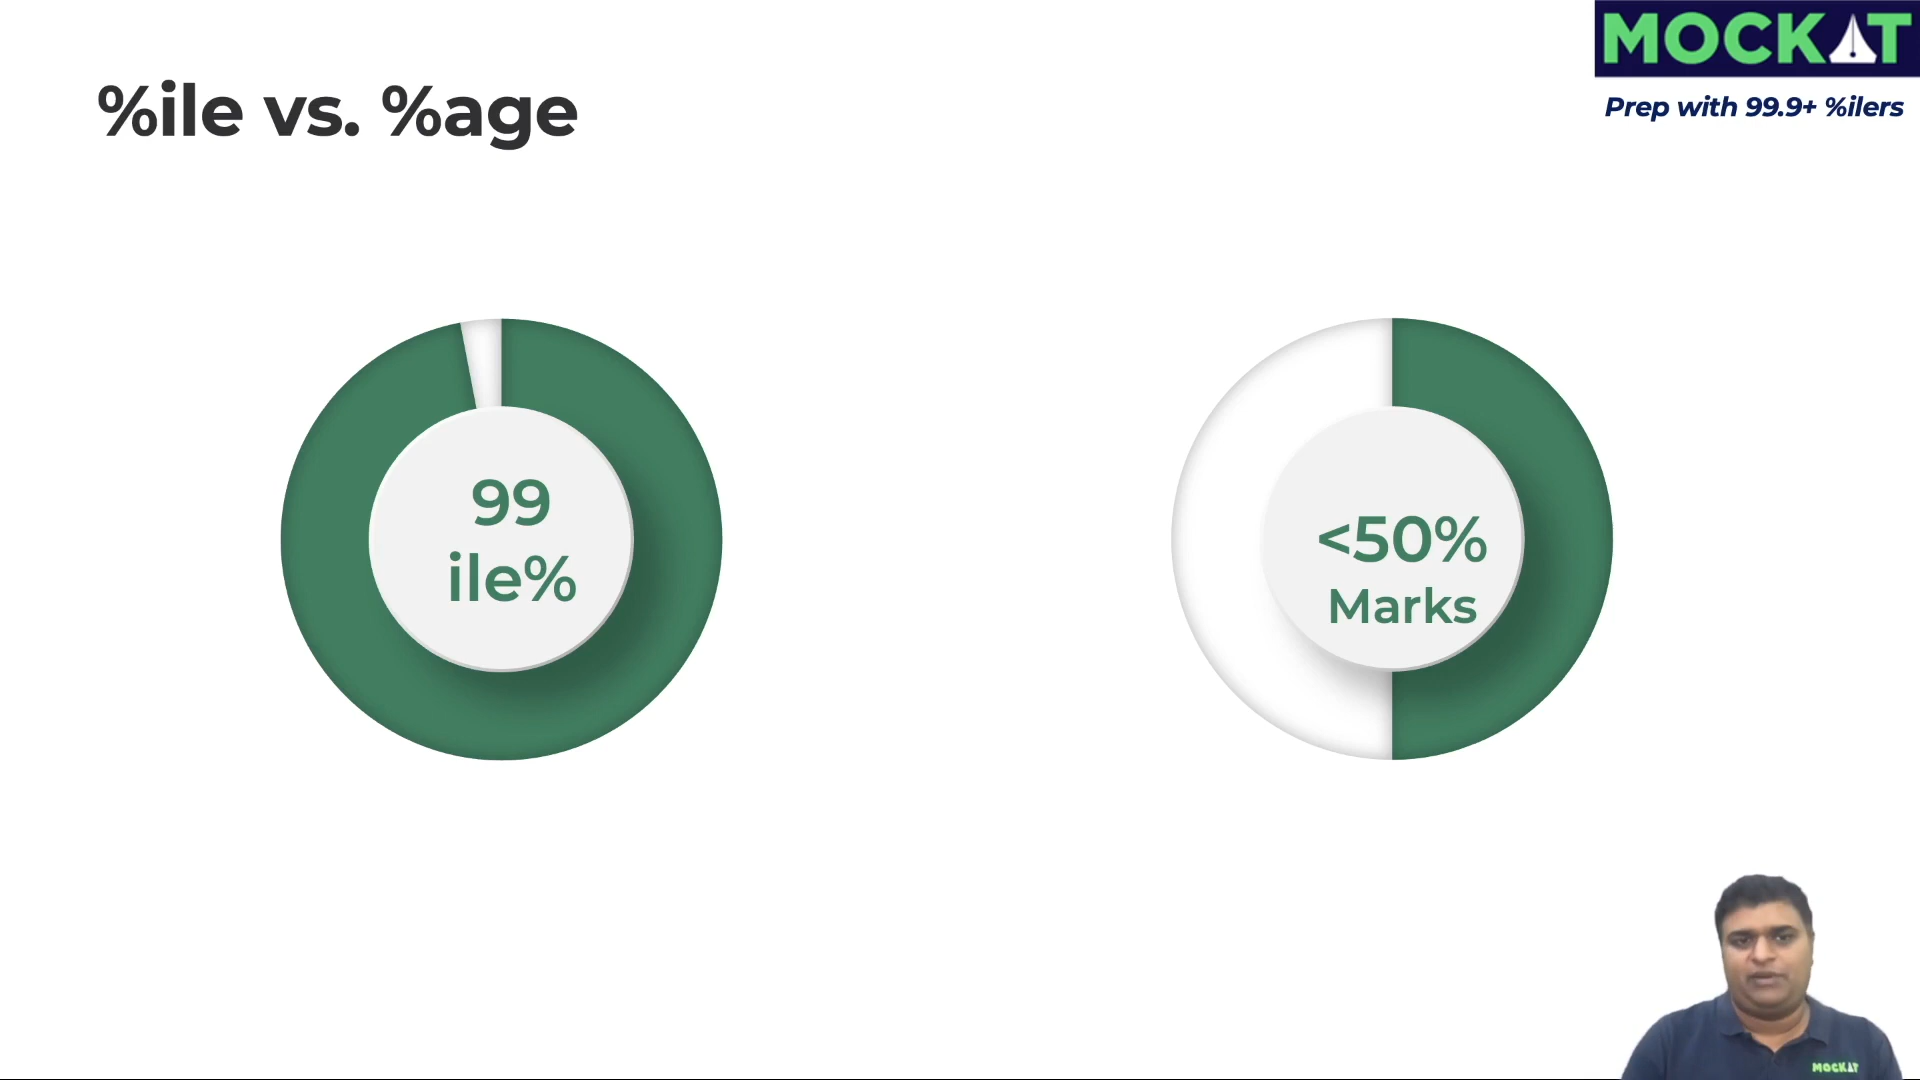 MOCKAT
%ile vs. %age
Prep with 99.9+ %ilers
99
ile%
<50%
Marks
MOCKAT